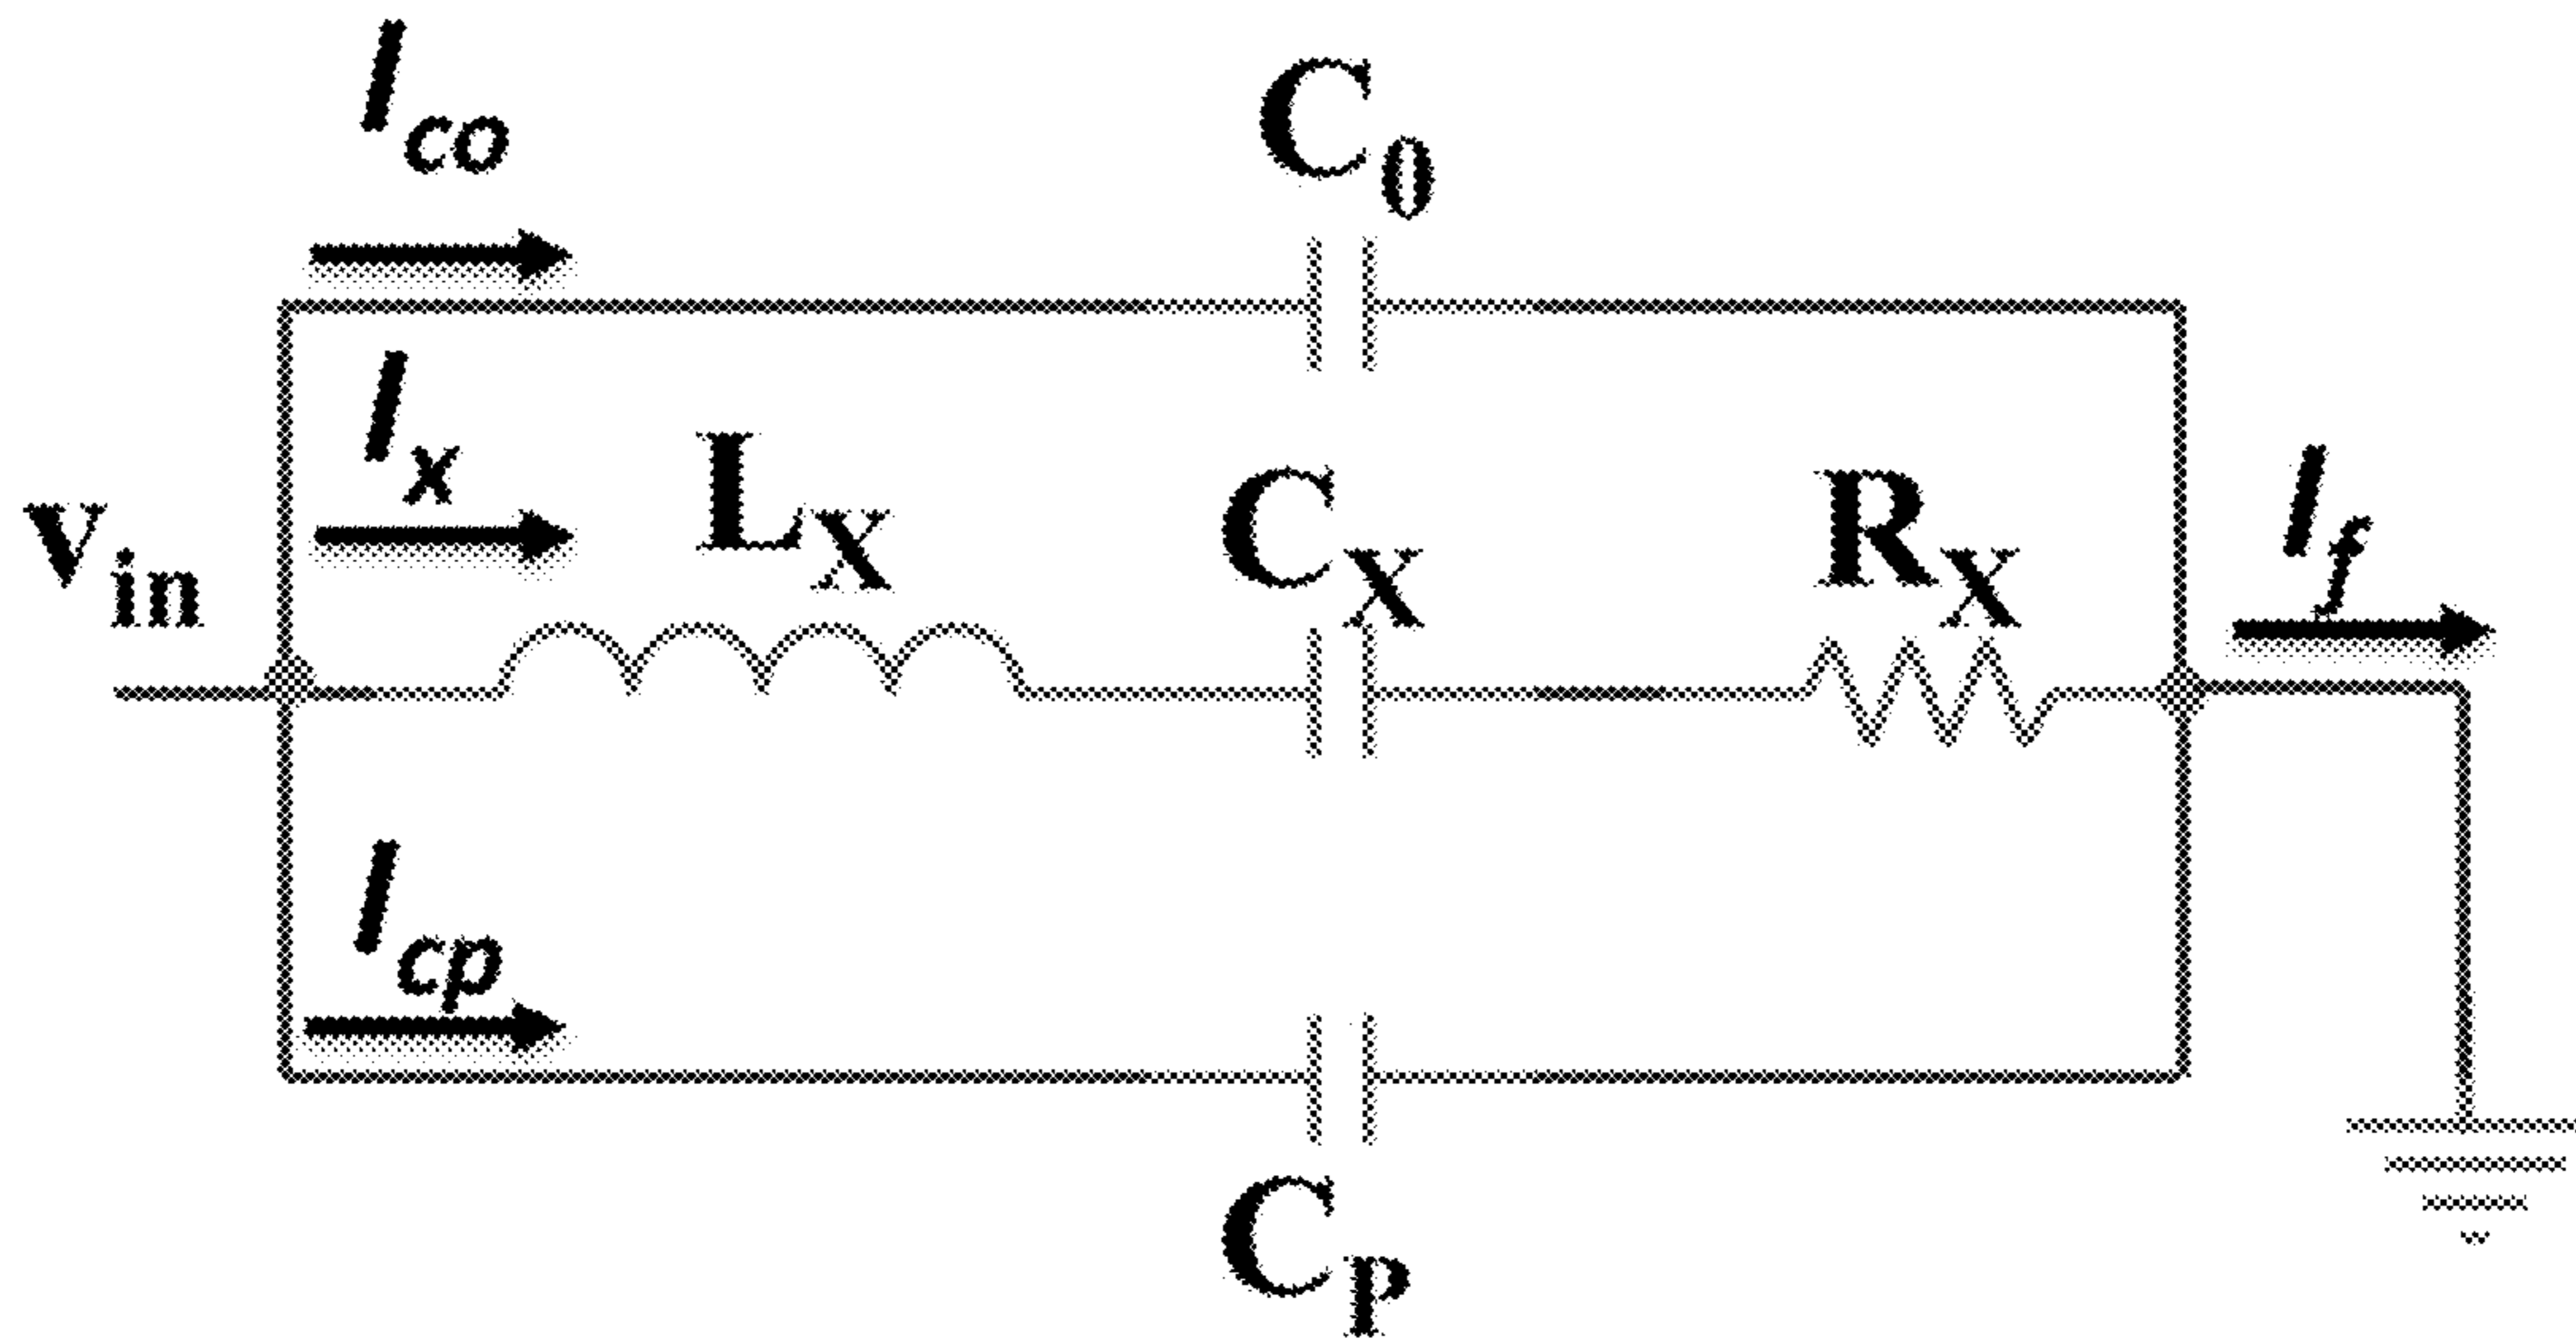 I_co
C_0
I_x
L_X
C_X
R_X
I_f
V_in
I_cp
C_P